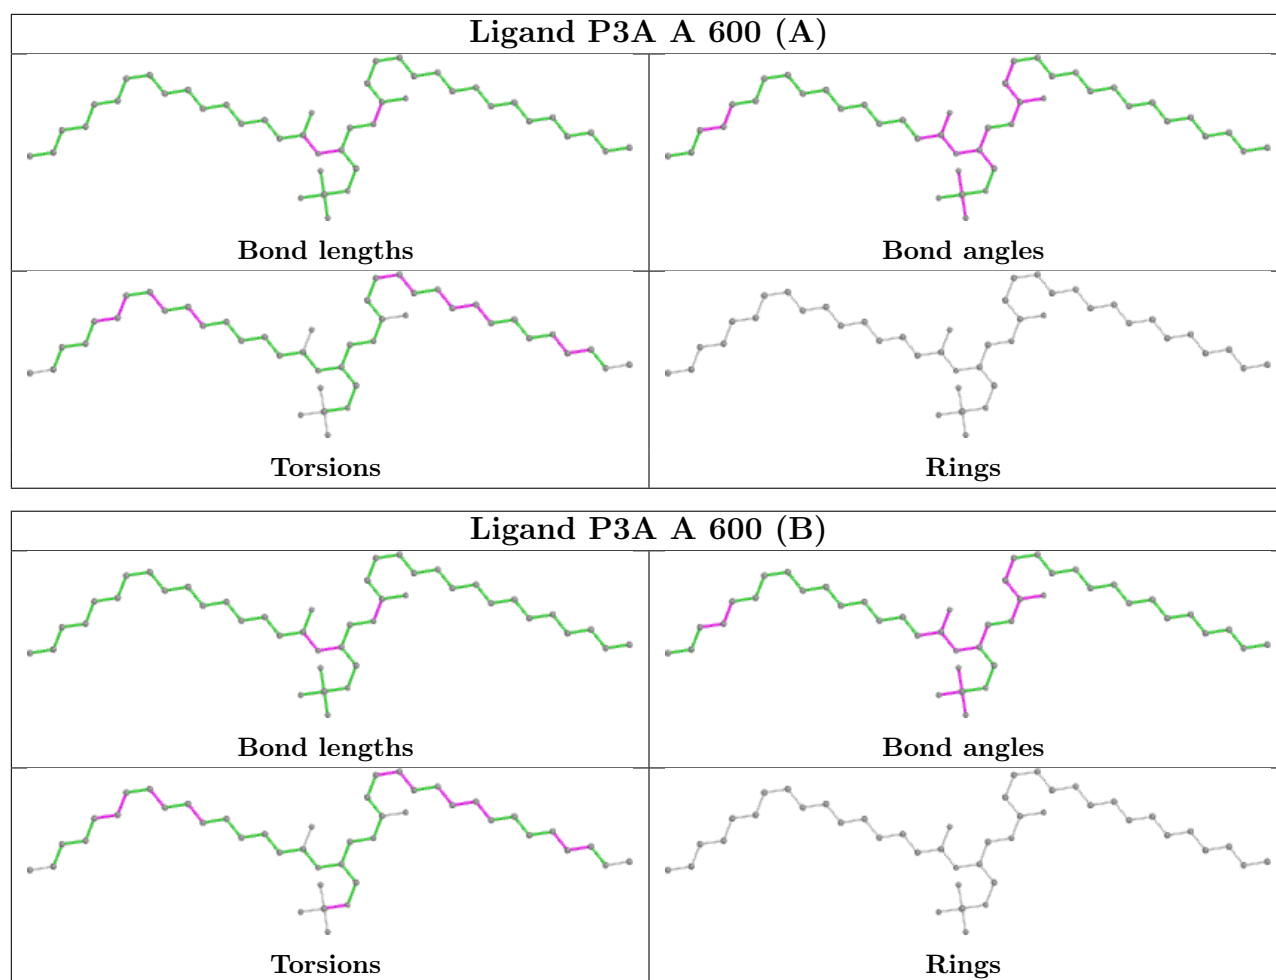 Ligand P3A A 600 (A)
Bond lengths
Bond angles
Torsions
Rings
Ligand P3A A 600 (B)
Bond lengths
Bond angles
Torsions
Rings